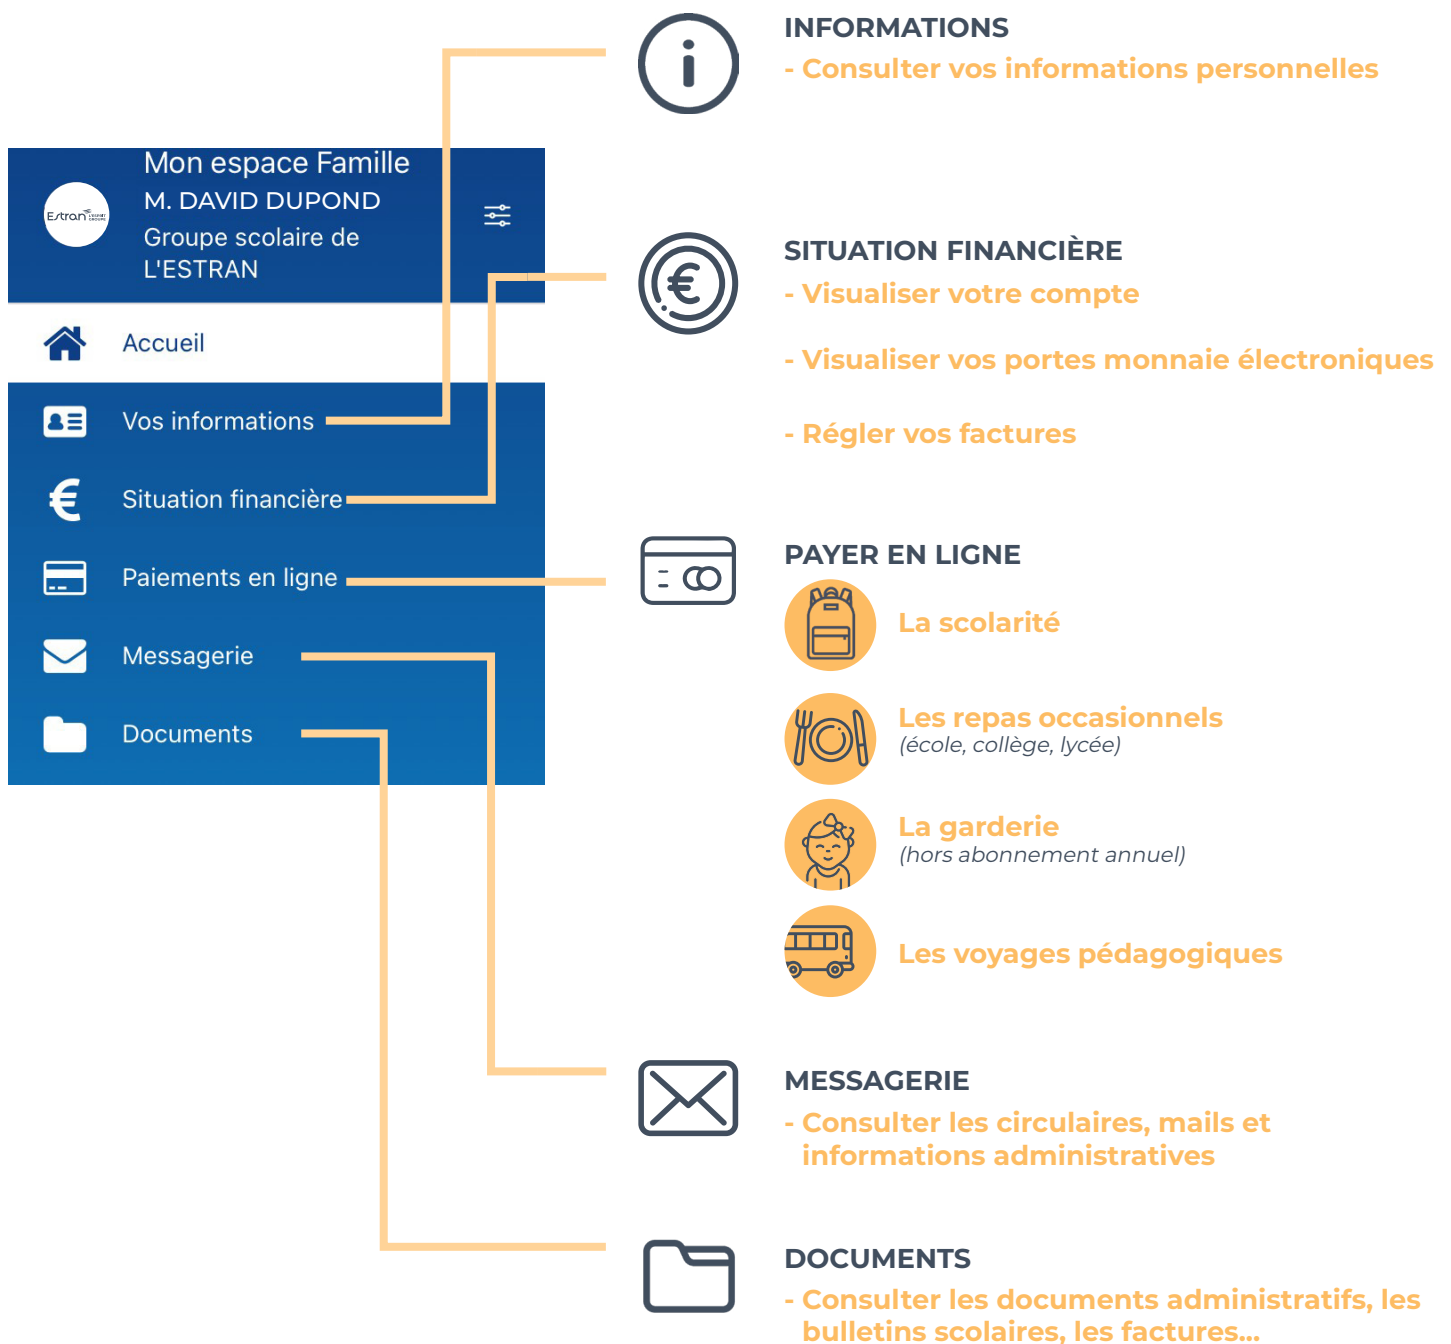 INFORMATIONS
- Consulter vos informations personnelles
Mon espace Famille
M. DAVID DUPOND
Groupe scolaire de
L'ESTRAN
Estran
L'ESPRIT
GROUPE
Accueil
Vos informations
Situation financière
Paiements en ligne
Messagerie
Documents
SITUATION FINANCIÈRE
- Visualiser votre compte
- Visualiser vos portes monnaie électroniques
- Régler vos factures
PAYER EN LIGNE
La scolarité
Les repas occasionnels
(école, collège, lycée)
La garderie
(hors abonnement annuel)
Les voyages pédagogiques
MESSAGERIE
- Consulter les circulaires, mails et
informations administratives
DOCUMENTS
- Consulter les documents administratifs, les
bulletins scolaires, les factures...